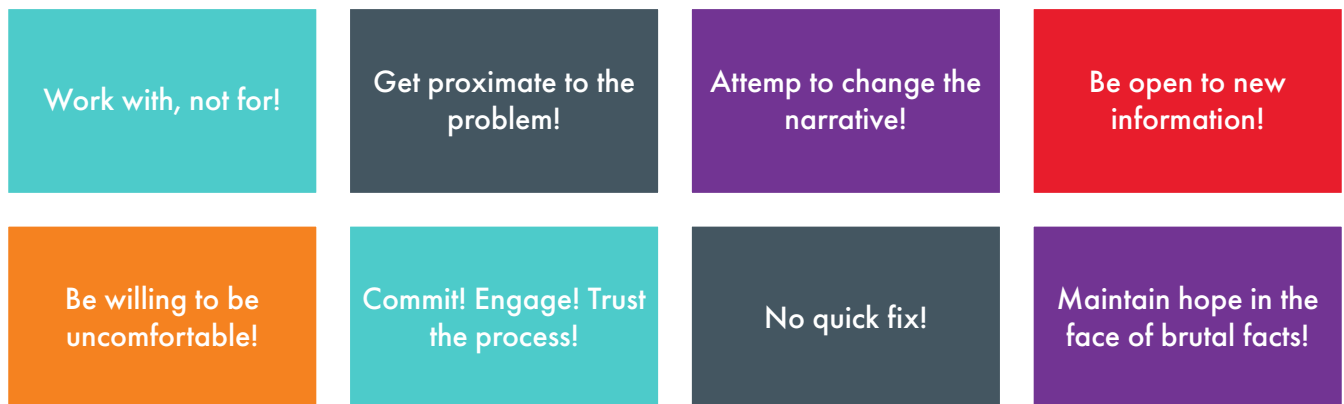 Work with, not for!
Get proximate to the
problem!
Attemp to change the
narrative!
Be open to new
information!
Be willing to be
uncomfortable!
Commit! Engage! Trust
the process!
No quick fix!
Maintain hope in the
face of brutal facts!